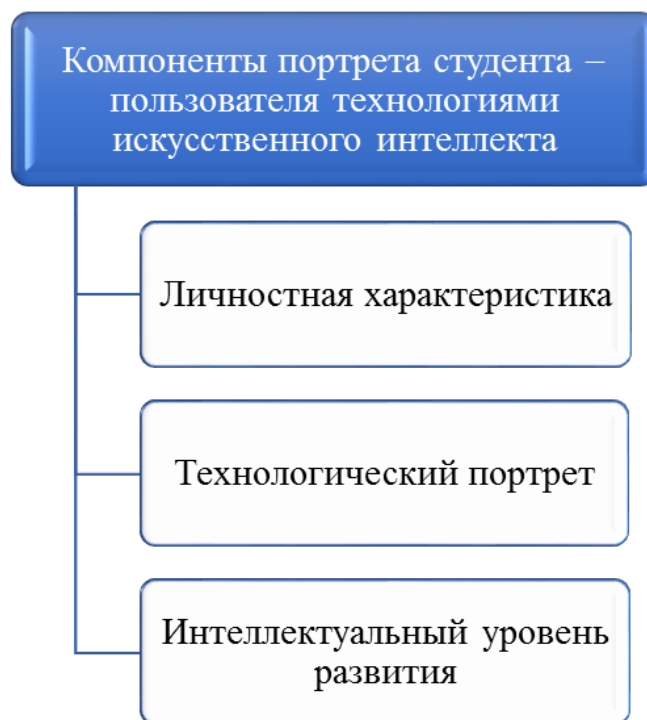 Компоненты портрета студента –
пользователя технологиями
искусственного интеллекта
Личностная характеристика
Технологический портрет
Интеллектуальный уровень
развития